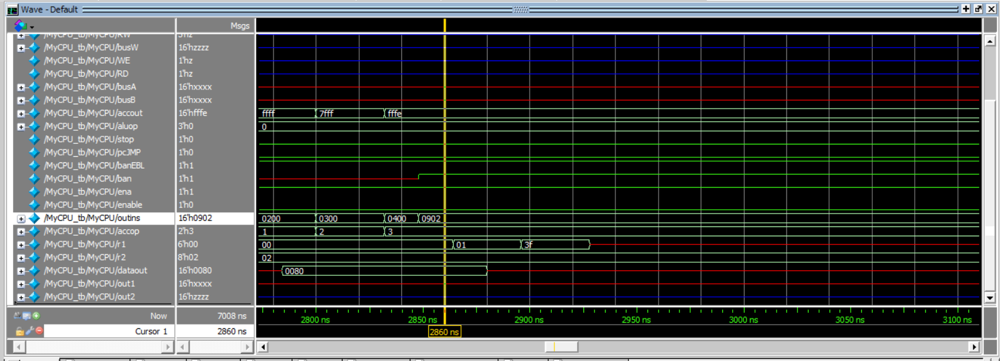 Wave - Default
Msgs
/MyCPU_tb/MyCPU/RW 3'hz
/MyCPU_tb/MyCPU/busW 16'hzzzz
/MyCPU_tb/MyCPU/WE 1'hz
/MyCPU_tb/MyCPU/RD 1'hz
/MyCPU_tb/MyCPU/busA 16'hxxxx
/MyCPU_tb/MyCPU/busB 16'hxxxx
/MyCPU_tb/MyCPU/accout 16'hfffe ffff 7fff fffe
/MyCPU_tb/MyCPU/aluop 3'h0 0
/MyCPU_tb/MyCPU/stop 1'h0
/MyCPU_tb/MyCPU/pcJMP 1'h0
/MyCPU_tb/MyCPU/banEBL 1'h1
/MyCPU_tb/MyCPU/ban 1'h1
/MyCPU_tb/MyCPU/ena 1'h1
/MyCPU_tb/MyCPU/enable 1'h0
/MyCPU_tb/MyCPU/outins 16'h0902 0200 0300 0400 0902
/MyCPU_tb/MyCPU/accop 2'h3 1 2 3
/MyCPU_tb/MyCPU/r1 6'h00 00 01 3f
/MyCPU_tb/MyCPU/r2 8'h02 02
/MyCPU_tb/MyCPU/dataout 16'h0080 0080
/MyCPU_tb/MyCPU/out1 16'hxxxx
/MyCPU_tb/MyCPU/out2 16'hzzzz
Now 7008 ns 2800 ns 2850 ns 2900 ns 2950 ns 3000 ns 3050 ns 3100 ns
Cursor 1 2860 ns 2860 ns